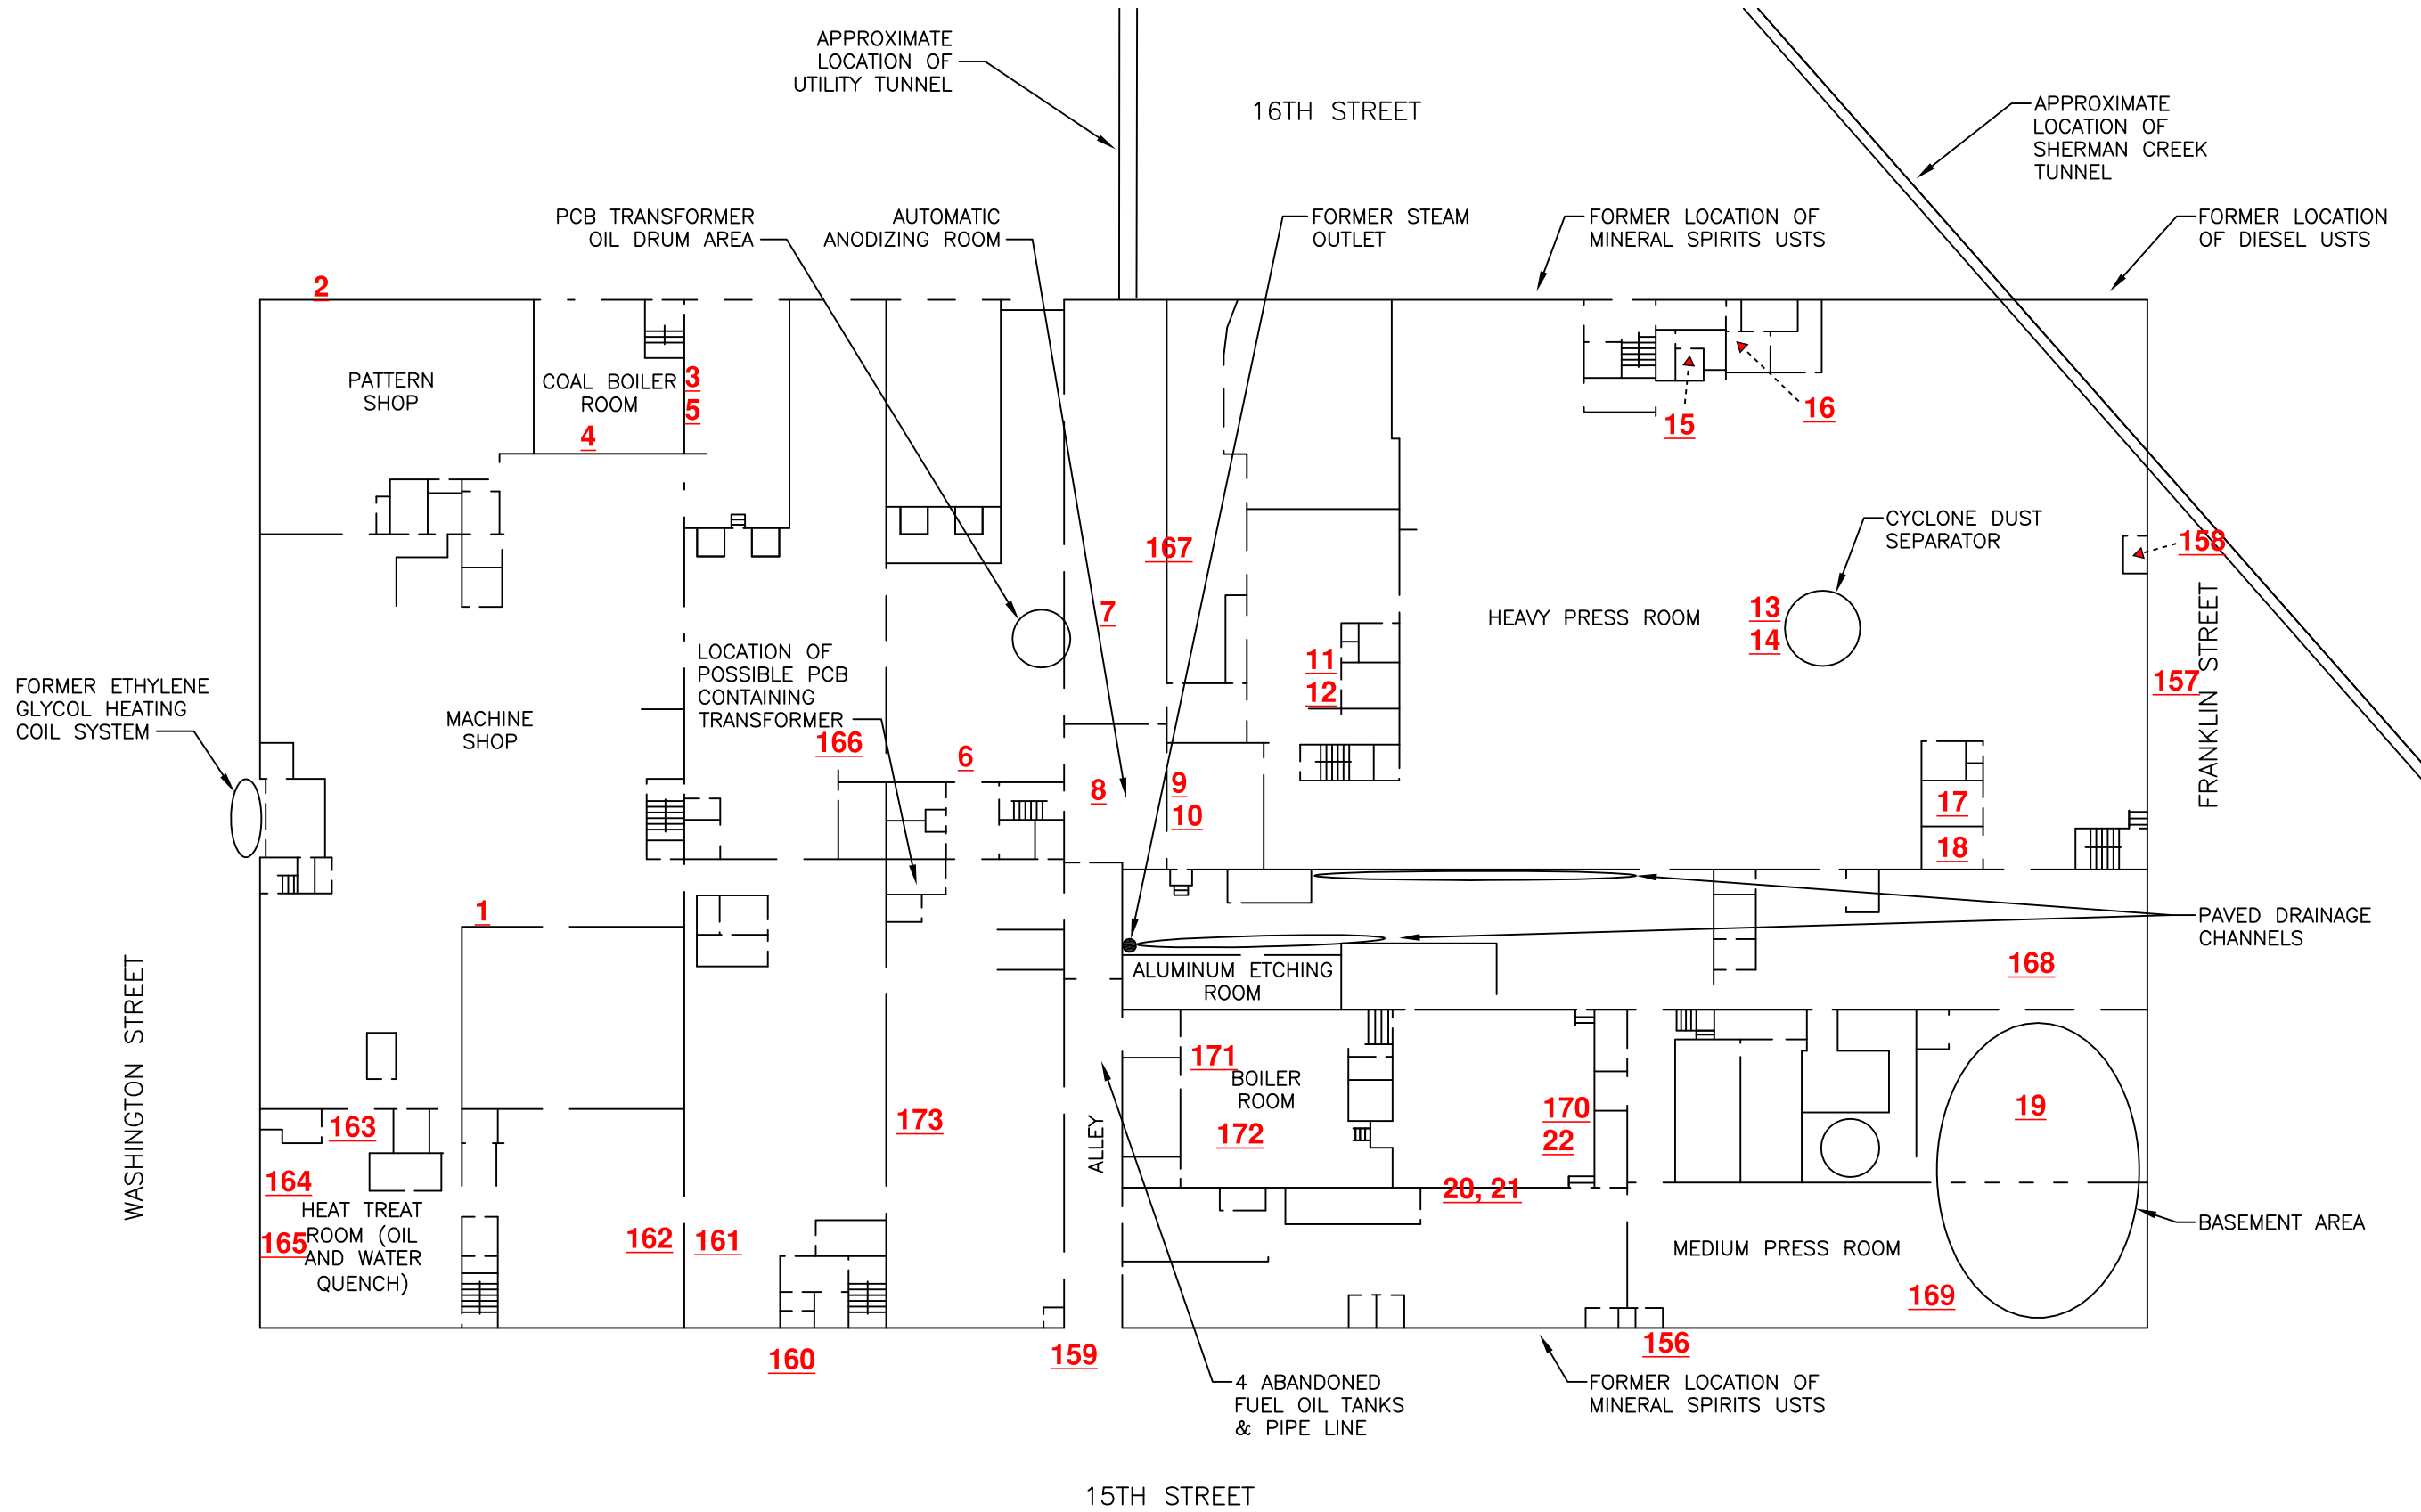 APPROXIMATE
LOCATION OF
UTILITY TUNNEL
16TH STREET
APPROXIMATE
LOCATION OF
SHERMAN CREEK
TUNNEL
PCB TRANSFORMER
OIL DRUM AREA
AUTOMATIC
ANODIZING ROOM
FORMER STEAM
OUTLET
FORMER LOCATION OF
MINERAL SPIRITS USTS
FORMER LOCATION
OF DIESEL USTS
2
PATTERN
SHOP
COAL BOILER
ROOM
3
5
4
15
16
CYCLONE DUST
SEPARATOR
167
158
7
HEAVY PRESS ROOM
13
14
FRANKLIN STREET
157
LOCATION OF
POSSIBLE PCB
CONTAINING
TRANSFORMER
11
12
FORMER ETHYLENE
GLYCOL HEATING
COIL SYSTEM
MACHINE
SHOP
166
6
8
9
10
17
18
1
PAVED DRAINAGE
CHANNELS
WASHINGTON STREET
ALUMINUM ETCHING
ROOM
168
171
BOILER
ROOM
172
170
22
19
163
173
ALLEY
164
20, 21
HEAT TREAT
ROOM (OIL
AND WATER
QUENCH)
165
162
161
MEDIUM PRESS ROOM
BASEMENT AREA
169
160
159
156
4 ABANDONED
FUEL OIL TANKS
& PIPE LINE
FORMER LOCATION OF
MINERAL SPIRITS USTS
15TH STREET